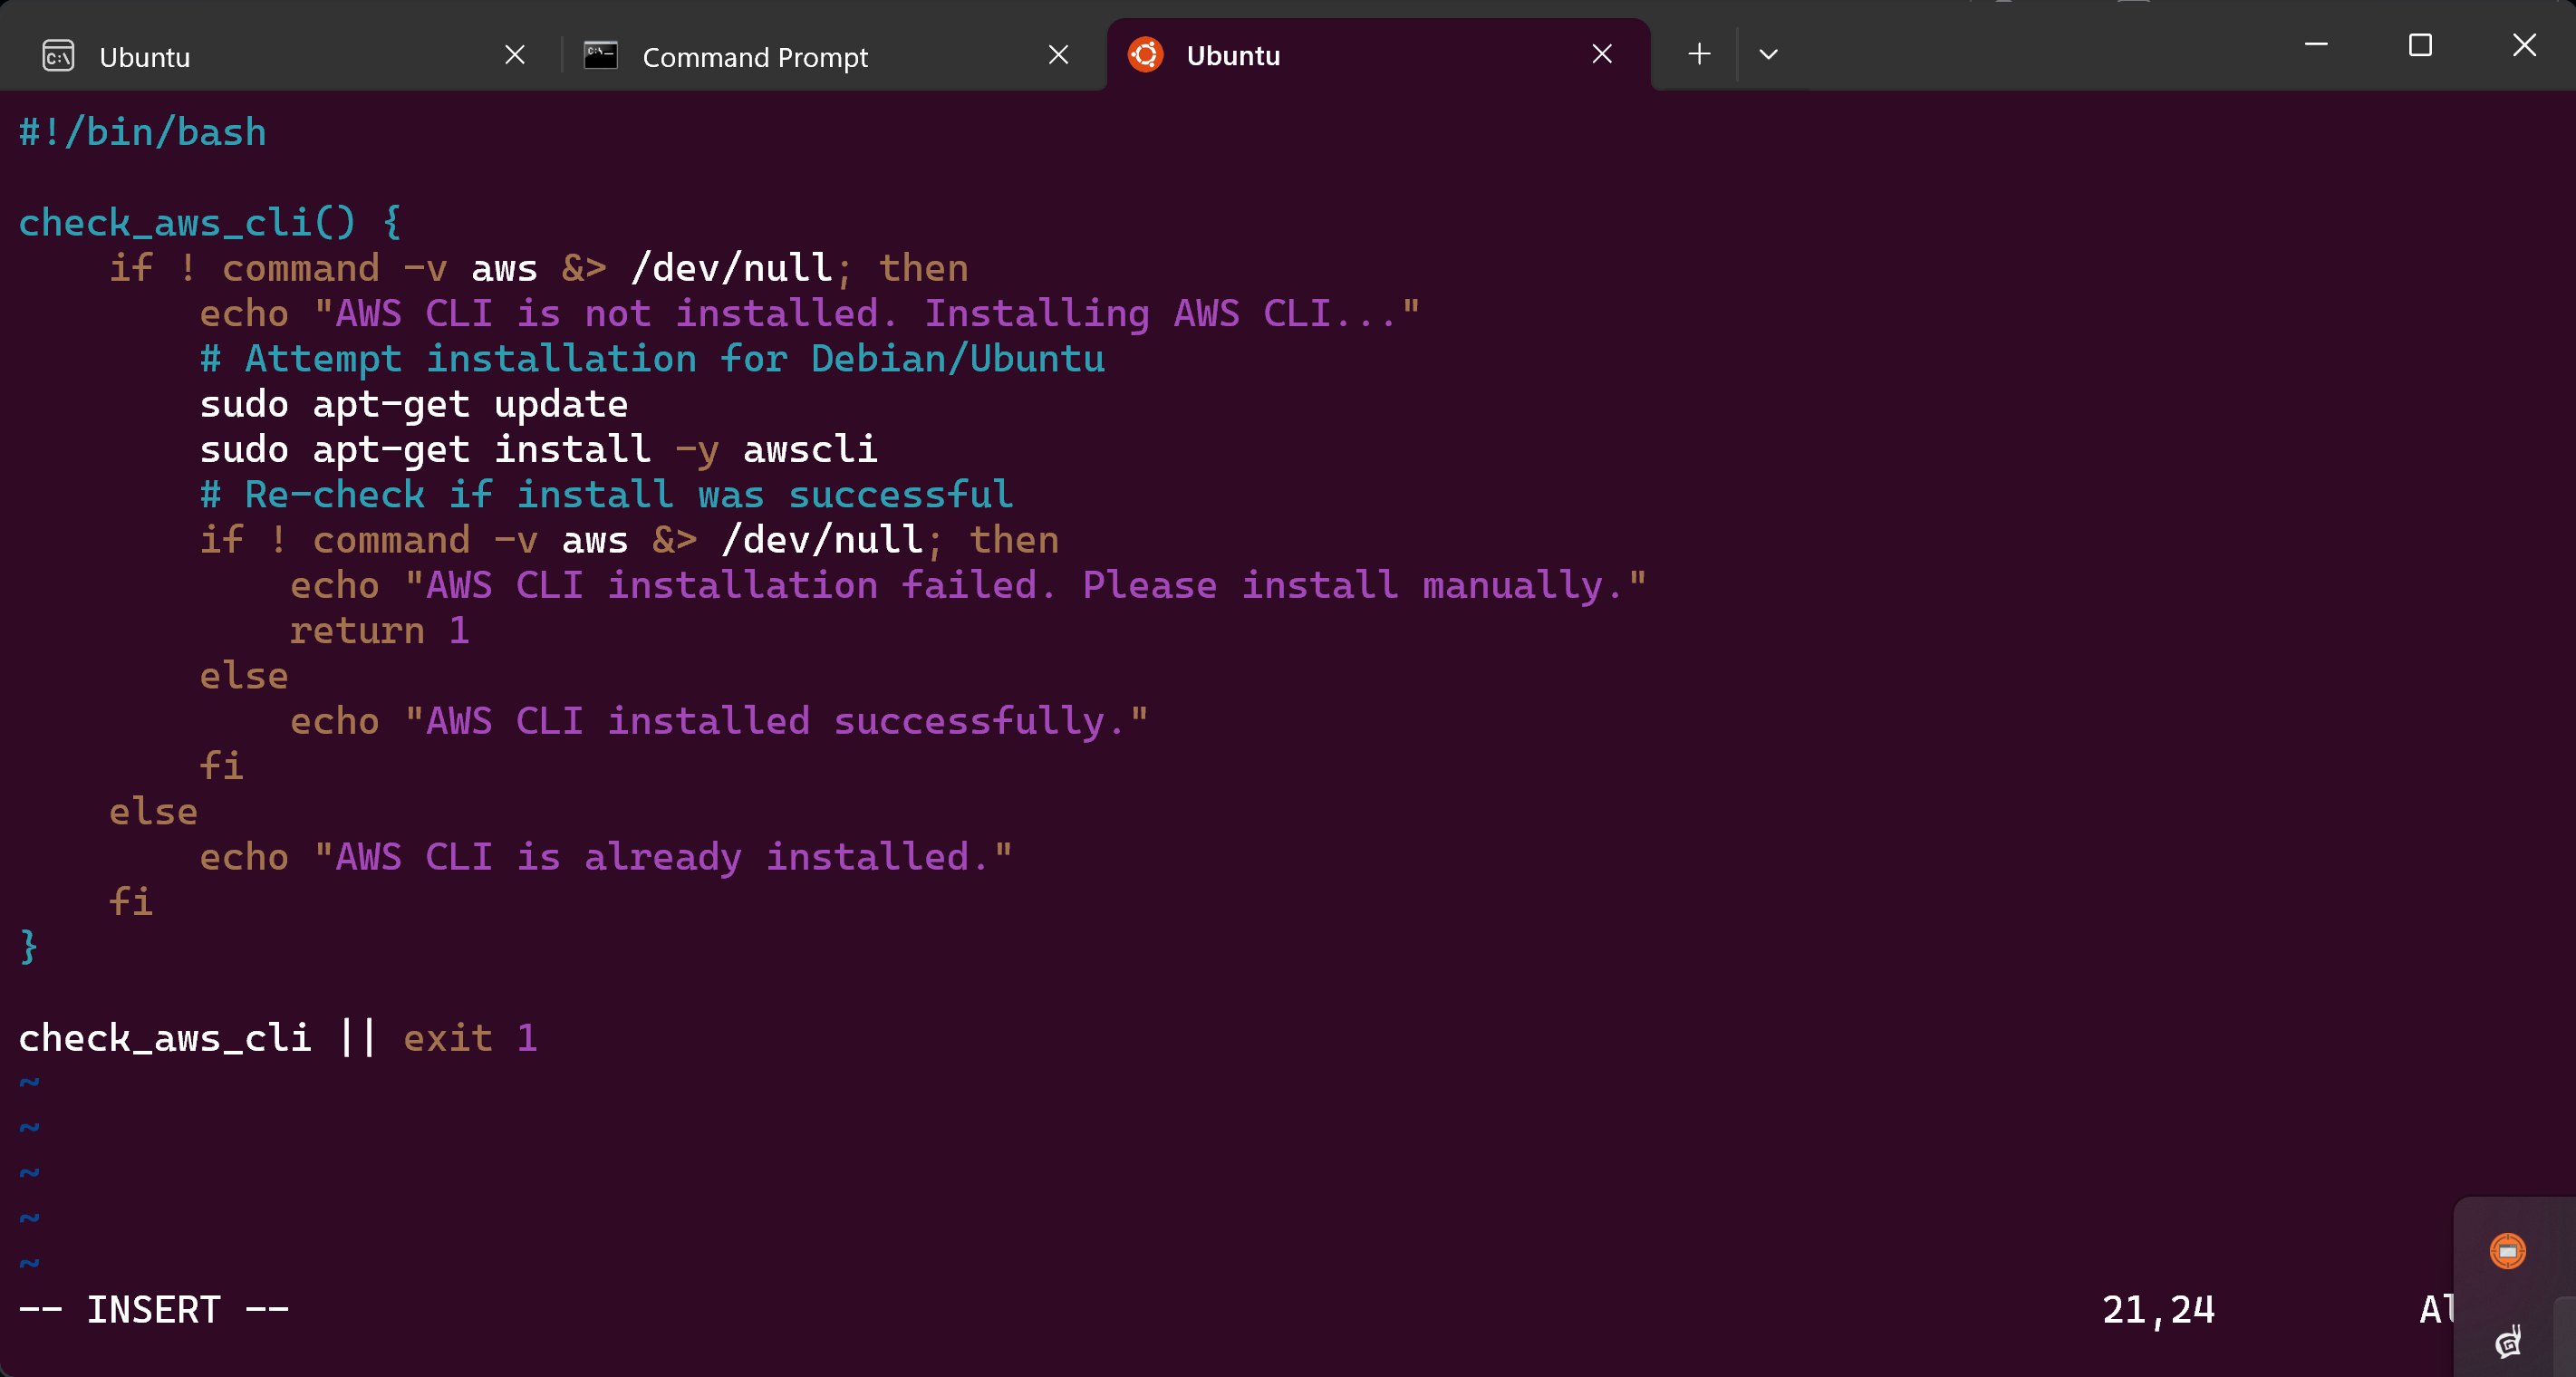 Ubuntu
Command Prompt
Ubuntu
#!/bin/bash

check_aws_cli() {
    if ! command -v aws &> /dev/null; then
        echo "AWS CLI is not installed. Installing AWS CLI..."
        # Attempt installation for Debian/Ubuntu
        sudo apt-get update
        sudo apt-get install -y awscli
        # Re-check if install was successful
        if ! command -v aws &> /dev/null; then
            echo "AWS CLI installation failed. Please install manually."
            return 1
        else
            echo "AWS CLI installed successfully."
        fi
    else
        echo "AWS CLI is already installed."
    fi
}

check_aws_cli || exit 1
~
~
~
~
~
-- INSERT --
21,24